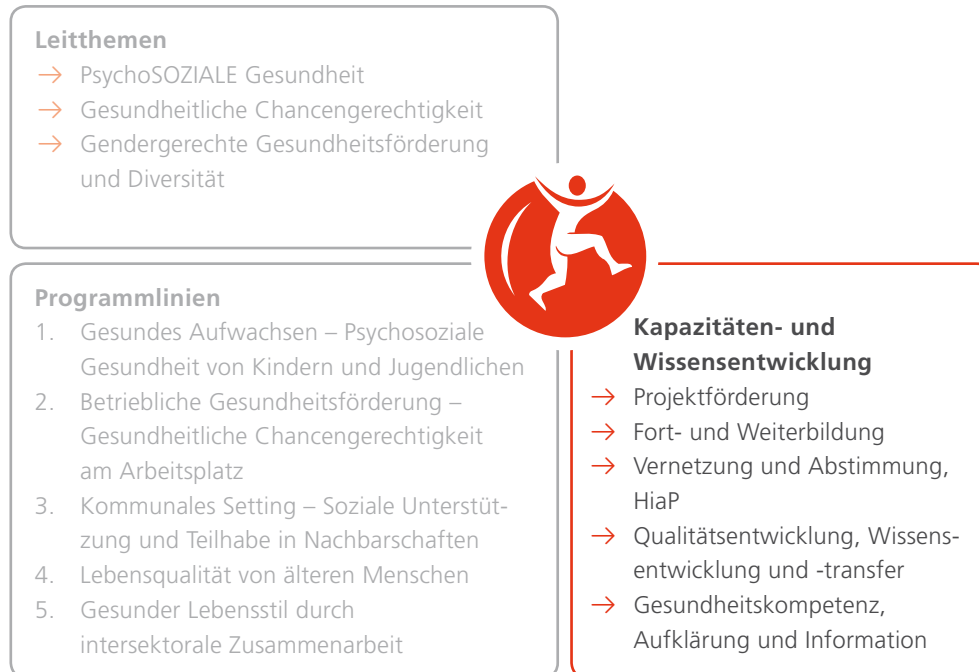 Leitthemen
→ PsychoSOZIALE Gesundheit
→ Gesundheitliche Chancengerechtigkeit
→ Gendergerechte Gesundheitsförderung
und Diversität
Programmlinien
1. Gesundes Aufwachsen – Psychosoziale
Gesundheit von Kindern und Jugendlichen
2. Betriebliche Gesundheitsförderung –
Gesundheitliche Chancengerechtigkeit
am Arbeitsplatz
3. Kommunales Setting – Soziale Unterstüt-
zung und Teilhabe in Nachbarschaften
4. Lebensqualität von älteren Menschen
5. Gesunder Lebensstil durch
intersektorale Zusammenarbeit
Kapazitäten- und
Wissensentwicklung
→ Projektförderung
→ Fort- und Weiterbildung
→ Vernetzung und Abstimmung,
HiaP
→ Qualitätsentwicklung, Wissens-
entwicklung und -transfer
→ Gesundheitskompetenz,
Aufklärung und Information